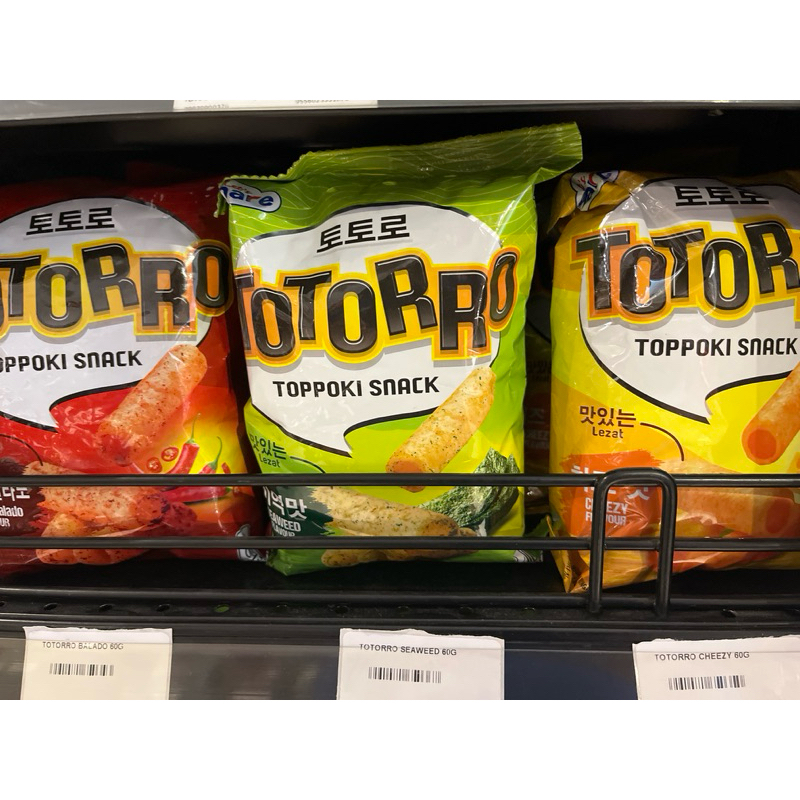 토토로
TOTORRO
TOPPOKI SNACK
토토로
TOTORRO
TOPPOKI SNACK
맛있는
Lezat
SEAWEED
토토로
TOTORR
TOPPOKI SNACK
맛있는
Lezat
CHEEZY
TOTORRO BALADO 60G
TOTORRO SEAWEED 60G
TOTORRO CHEEZY 60G